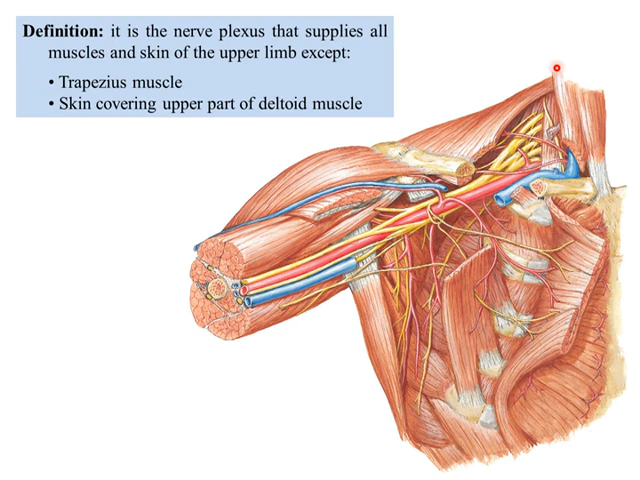 Definition: it is the nerve plexus that supplies all
muscles and skin of the upper limb except:
• Trapezius muscle
• Skin covering upper part of deltoid muscle